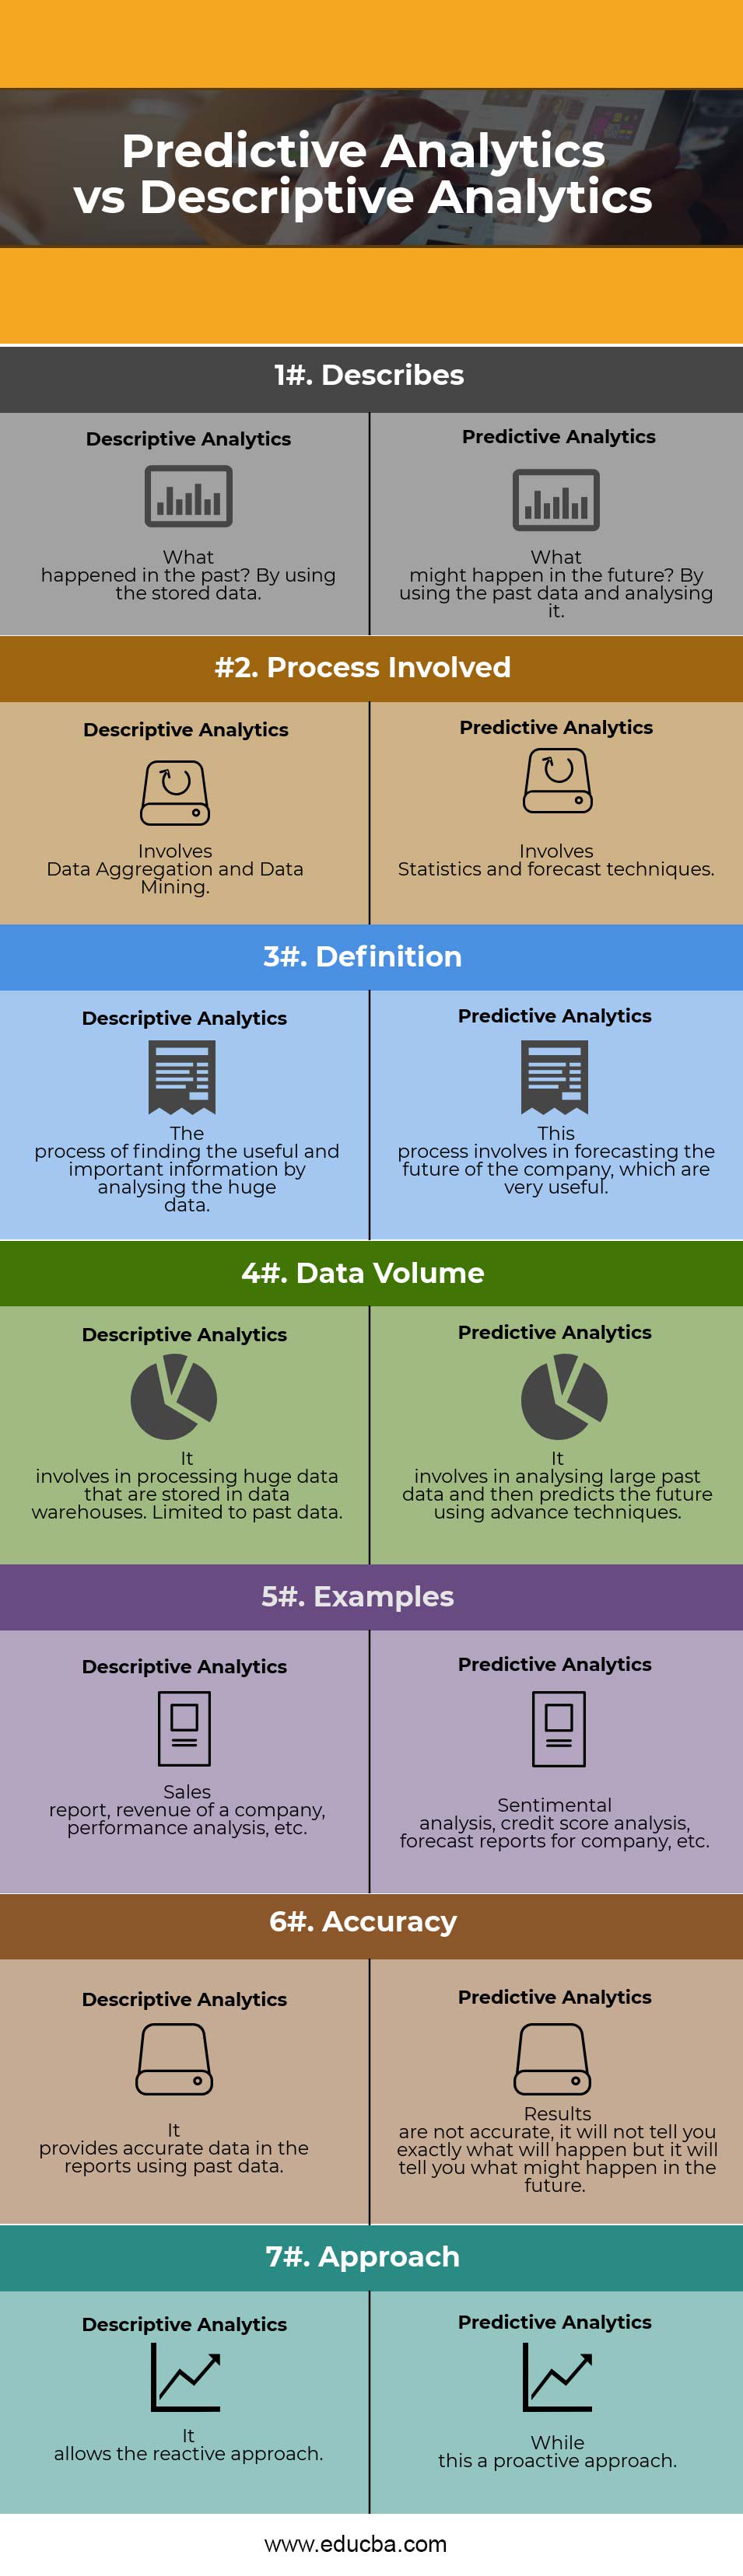 Predictive Analytics
vs Descriptive Analytics
1#. Describes
Descriptive Analytics
What
happened in the past? By using
the stored data.
Predictive Analytics
What
might happen in the future? By
using the past data and analysing
it.
#2. Process Involved
Descriptive Analytics
Involves
Data Aggregation and Data
Mining.
Predictive Analytics
Involves
Statistics and forecast techniques.
3#. Definition
Descriptive Analytics
The
process of finding the useful and
important information by
analysing the huge
data.
Predictive Analytics
This
process involves in forecasting the
future of the company, which are
very useful.
4#. Data Volume
Descriptive Analytics
It
involves in processing huge data
that are stored in data
warehouses. Limited to past data.
Predictive Analytics
It
involves in analysing large past
data and then predicts the future
using advance techniques.
5#. Examples
Descriptive Analytics
Sales
report, revenue of a company,
performance analysis, etc.
Predictive Analytics
Sentimental
analysis, credit score analysis,
forecast reports for company, etc.
6#. Accuracy
Descriptive Analytics
It
provides accurate data in the
reports using past data.
Predictive Analytics
Results
are not accurate, it will not tell you
exactly what will happen but it will
tell you what might happen in the
future.
7#. Approach
Descriptive Analytics
It
allows the reactive approach.
Predictive Analytics
While
this a proactive approach.
www.educba.com